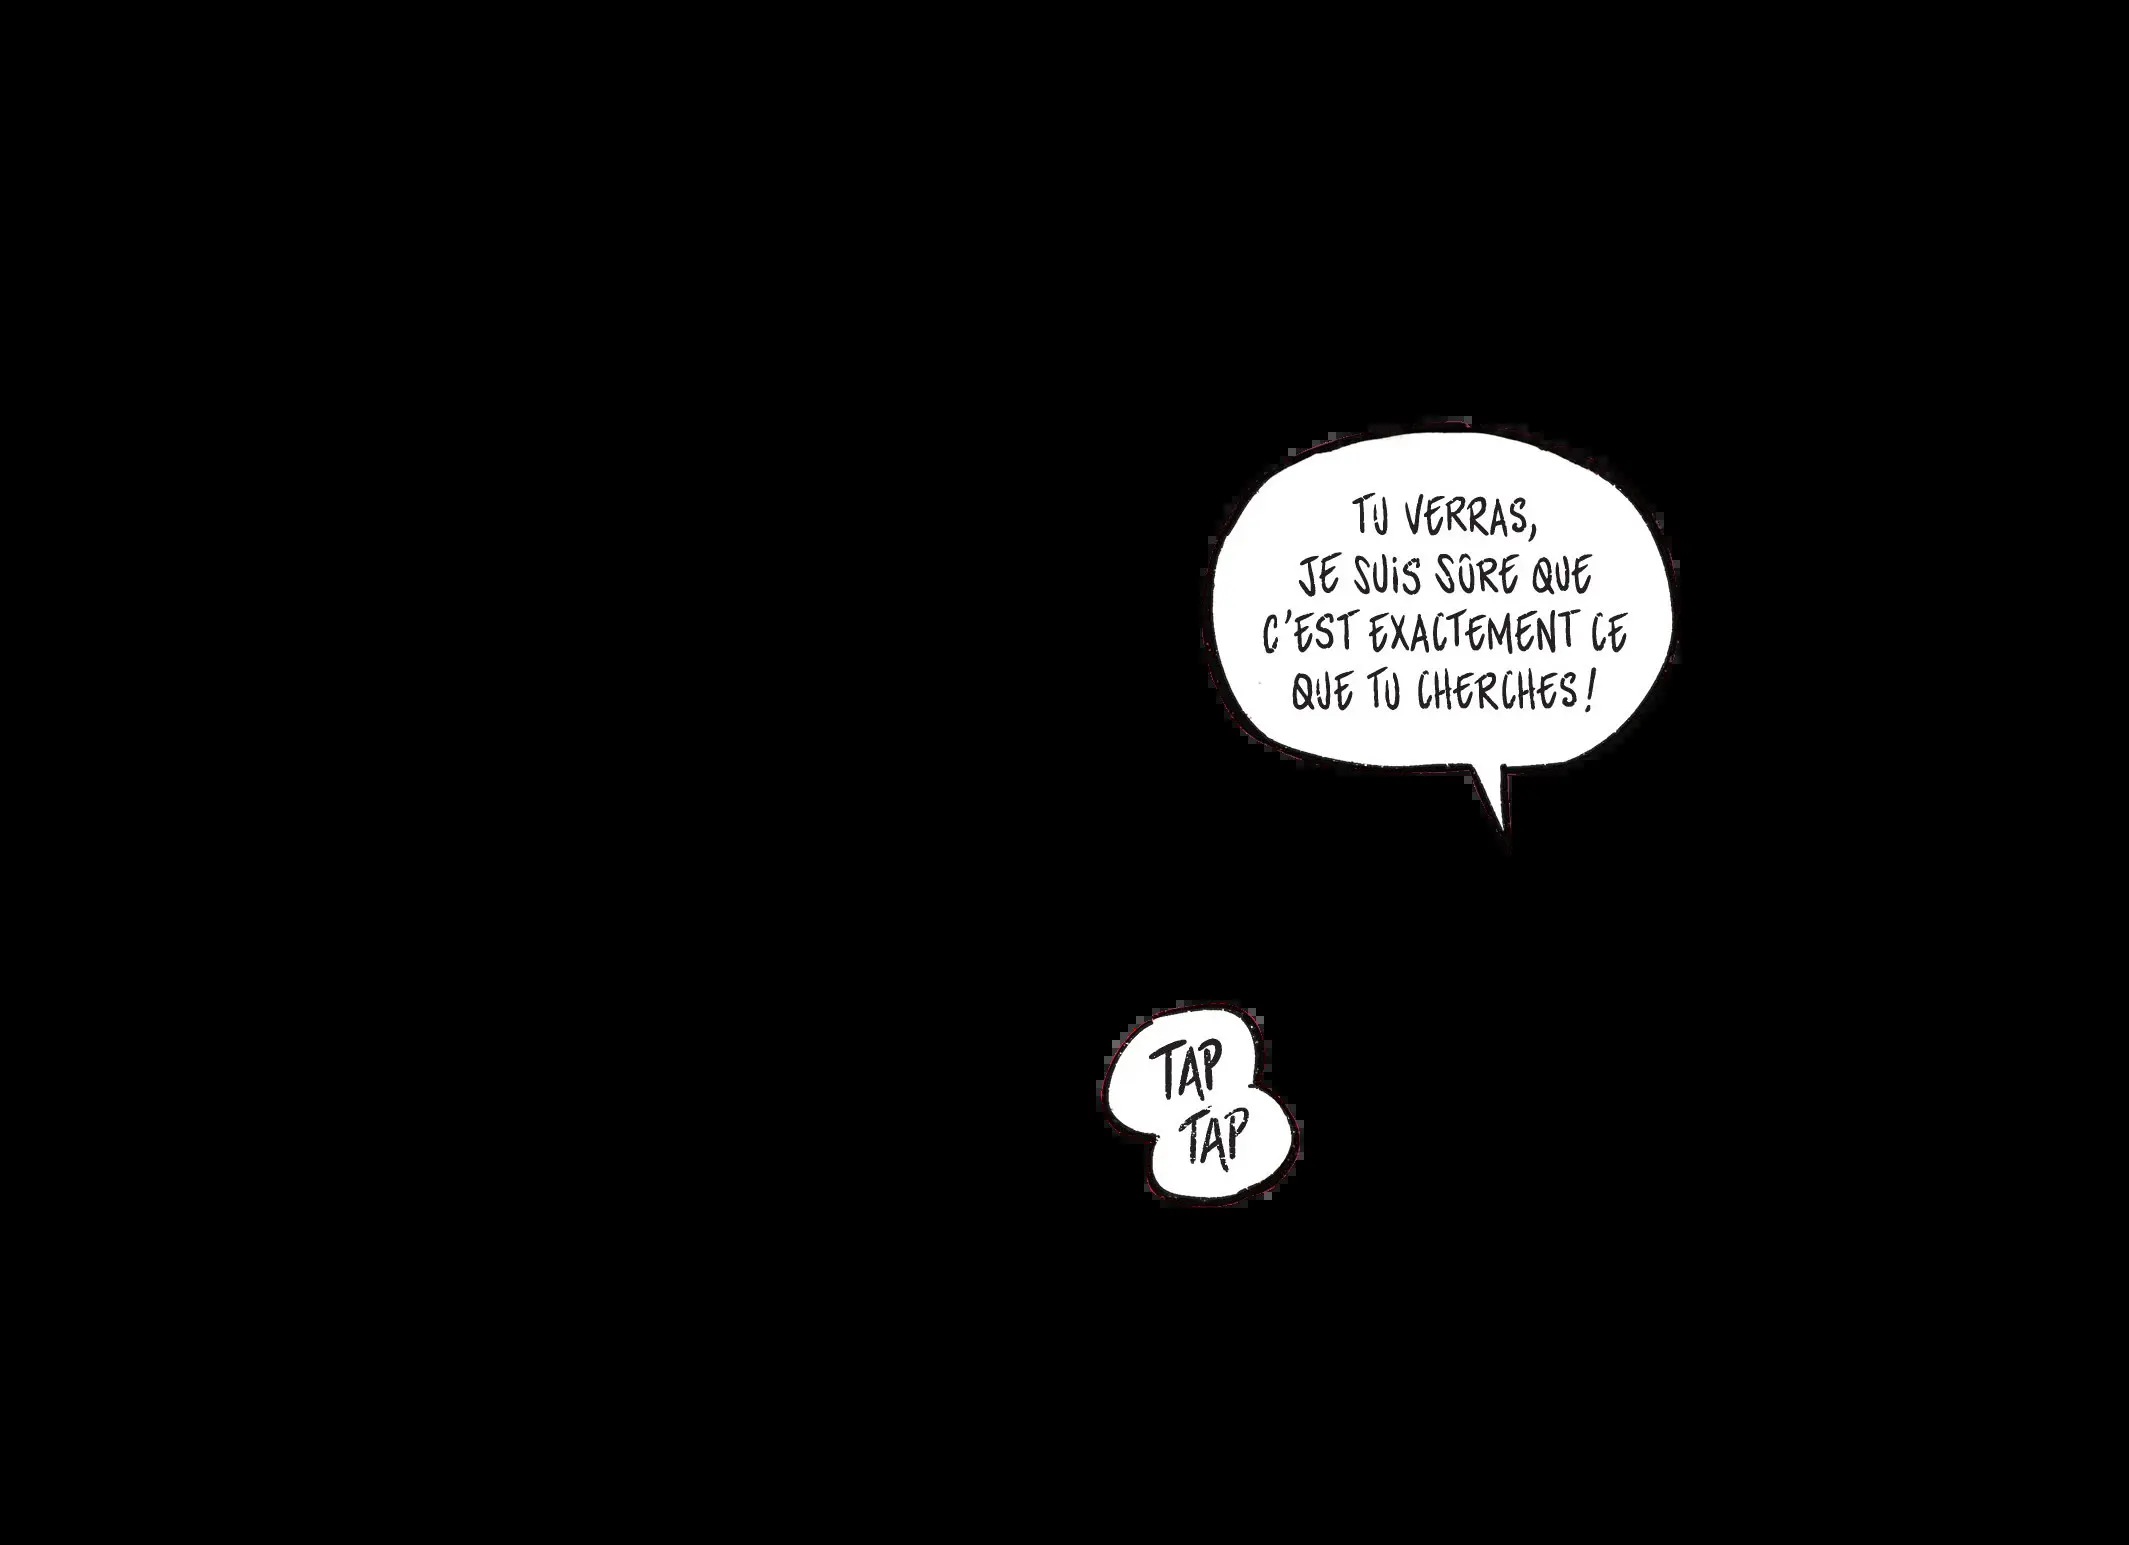 TU VERRAS,
JE SUiS SÛRE QUE
C'EST EXACTEMENT CE
QUE TU CHERCHES !
TAP
TAP